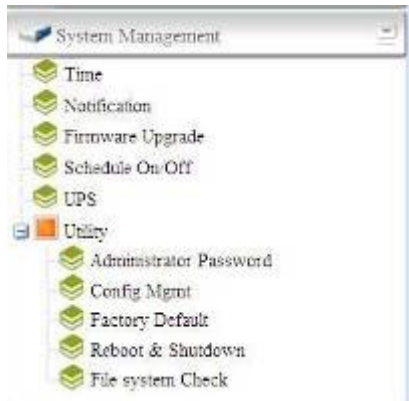 System Management
Time
Notification
Firmware Upgrade
Schedule On/Off
UPS
Utility
Administrator Password
Config Mgmt
Factory Default
Reboot & Shutdown
File system Check